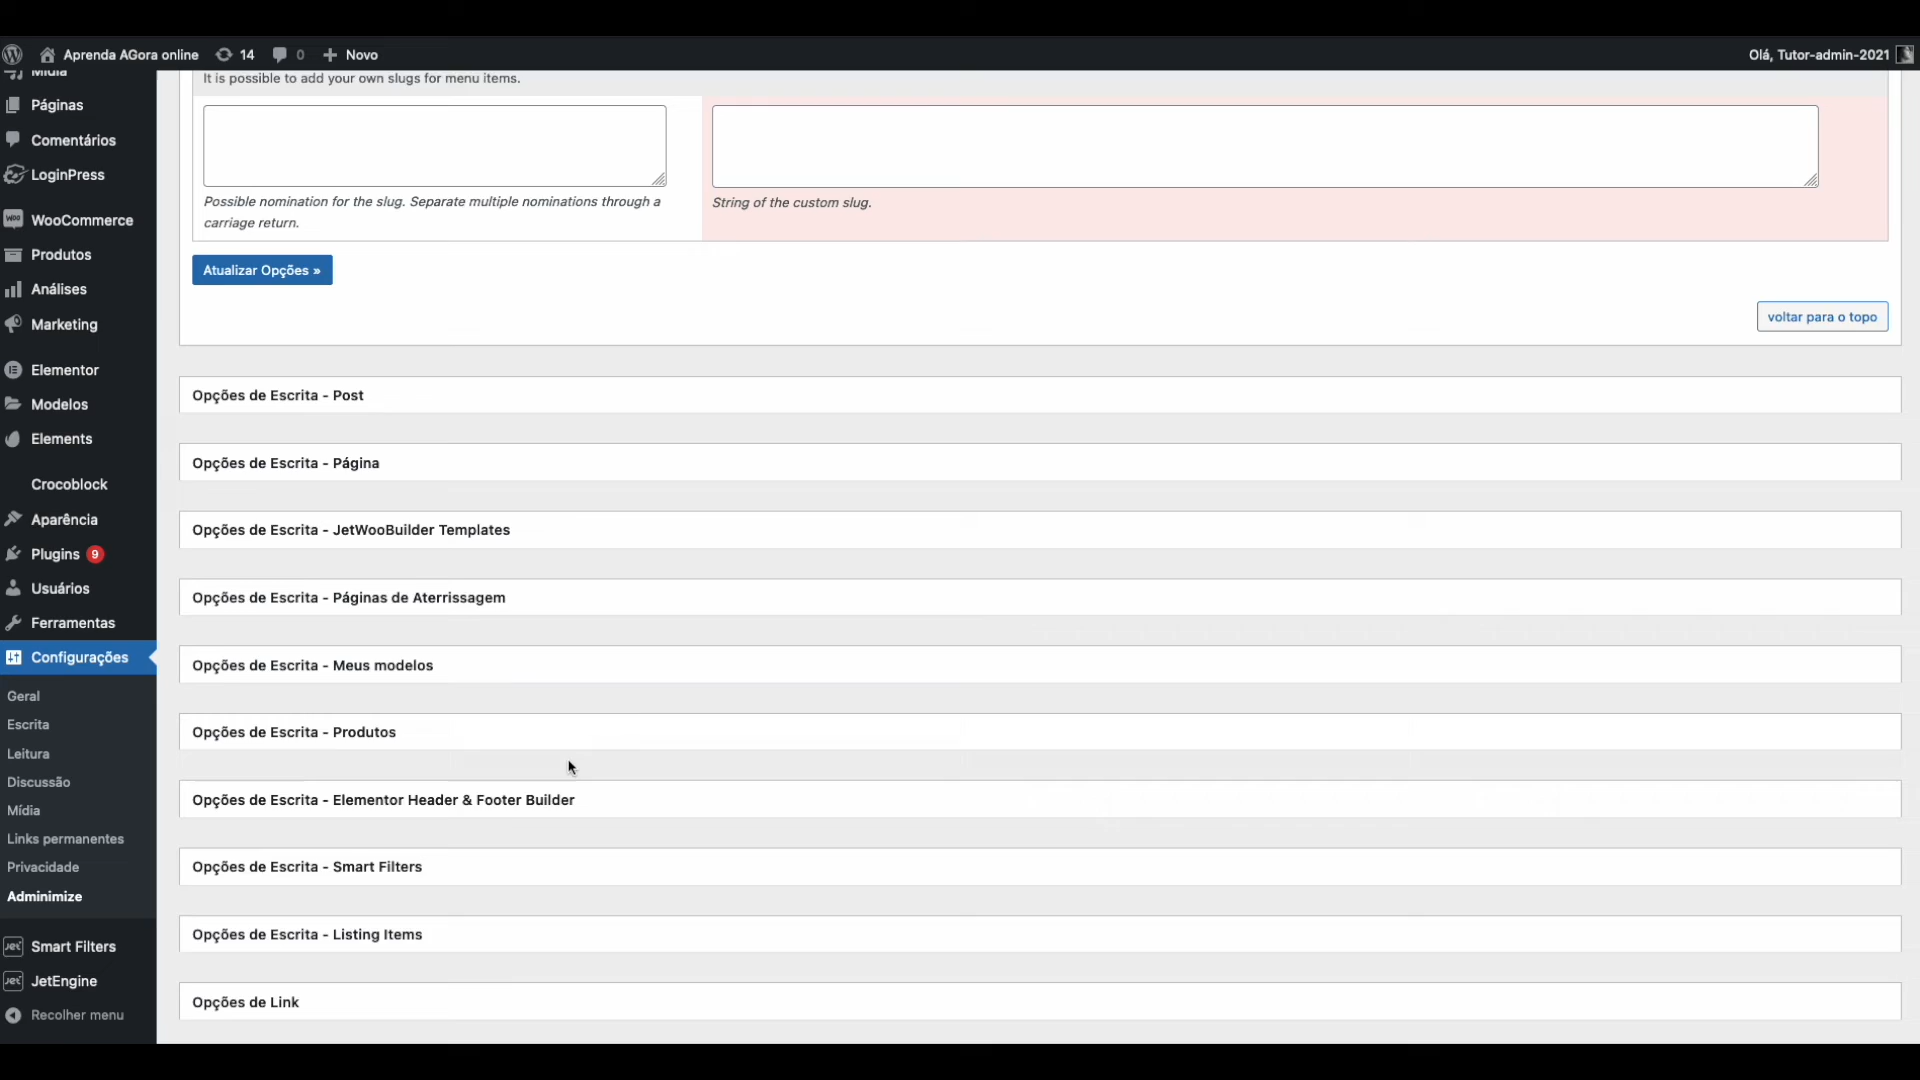 Aprenda AGora online
14
0
Novo
Olá, Tutor-admin-2021
Mídia
Páginas
Comentários
LoginPress
WooCommerce
Produtos
Análises
Marketing
Elementor
Modelos
Elements
Crocoblock
Aparência
Plugins 9
Usuários
Ferramentas
Configurações
Geral
Escrita
Leitura
Discussão
Mídia
Links permanentes
Privacidade
Adminimize
Smart Filters
JetEngine
Recolher menu
It is possible to add your own slugs for menu items.
Possible nomination for the slug. Separate multiple nominations through a
carriage return.
String of the custom slug.
Atualizar Opções »
voltar para o topo
Opções de Escrita - Post
Opções de Escrita - Página
Opções de Escrita - JetWooBuilder Templates
Opções de Escrita - Páginas de Aterrissagem
Opções de Escrita - Meus modelos
Opções de Escrita - Produtos
Opções de Escrita - Elementor Header & Footer Builder
Opções de Escrita - Smart Filters
Opções de Escrita - Listing Items
Opções de Link